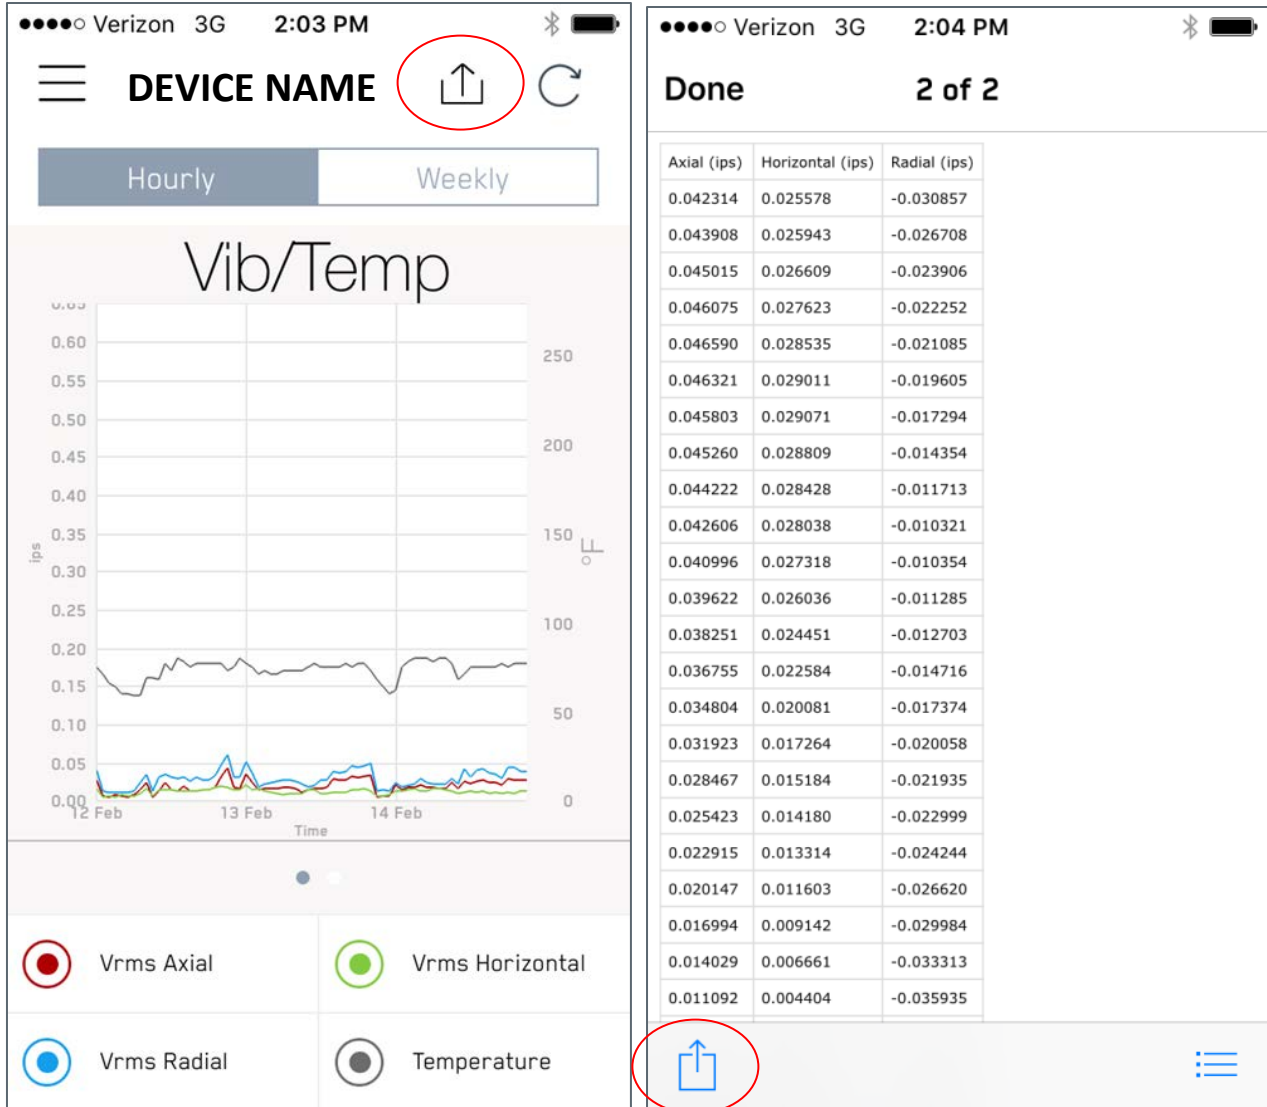 Verizon 3G 2:03 PM
DEVICE NAME
Hourly Weekly
Vib/Temp
0.65
0.60
0.55
0.50
0.45
0.40
0.35
0.30
0.25
0.20
0.15
0.10
0.05
0.00
ips
250
200
150
100
50
0
°F
12 Feb 13 Feb 14 Feb
Time
Vrms Axial Vrms Horizontal
Vrms Radial Temperature
Verizon 3G 2:04 PM
Done 2 of 2
Axial (ips) Horizontal (ips) Radial (ips)
0.042314 0.025578 -0.030857
0.043908 0.025943 -0.026708
0.045015 0.026609 -0.023906
0.046075 0.027623 -0.022252
0.046590 0.028535 -0.021085
0.046321 0.029011 -0.019605
0.045803 0.029071 -0.017294
0.045260 0.028809 -0.014354
0.044222 0.028428 -0.011713
0.042606 0.028038 -0.010321
0.040996 0.027318 -0.010354
0.039622 0.026036 -0.011285
0.038251 0.024451 -0.012703
0.036755 0.022584 -0.014716
0.034804 0.020081 -0.017374
0.031923 0.017264 -0.020058
0.028467 0.015184 -0.021935
0.025423 0.014180 -0.022999
0.022915 0.013314 -0.024244
0.020147 0.011603 -0.026620
0.016994 0.009142 -0.029984
0.014029 0.006661 -0.033313
0.011092 0.004404 -0.035935